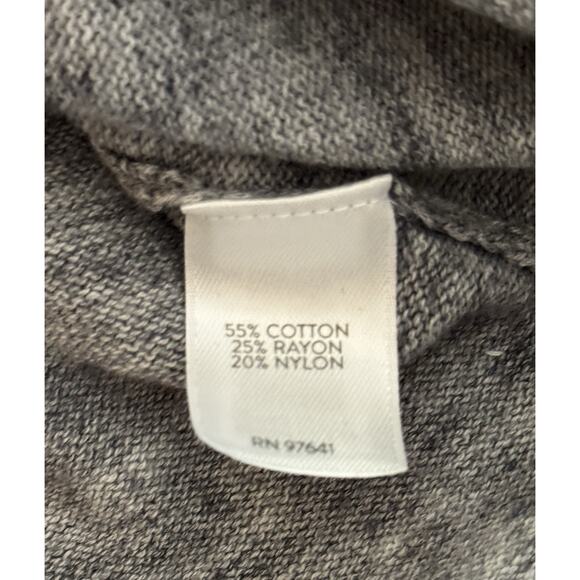 55% COTTON
25% RAYON
20% NYLON
RN 97641